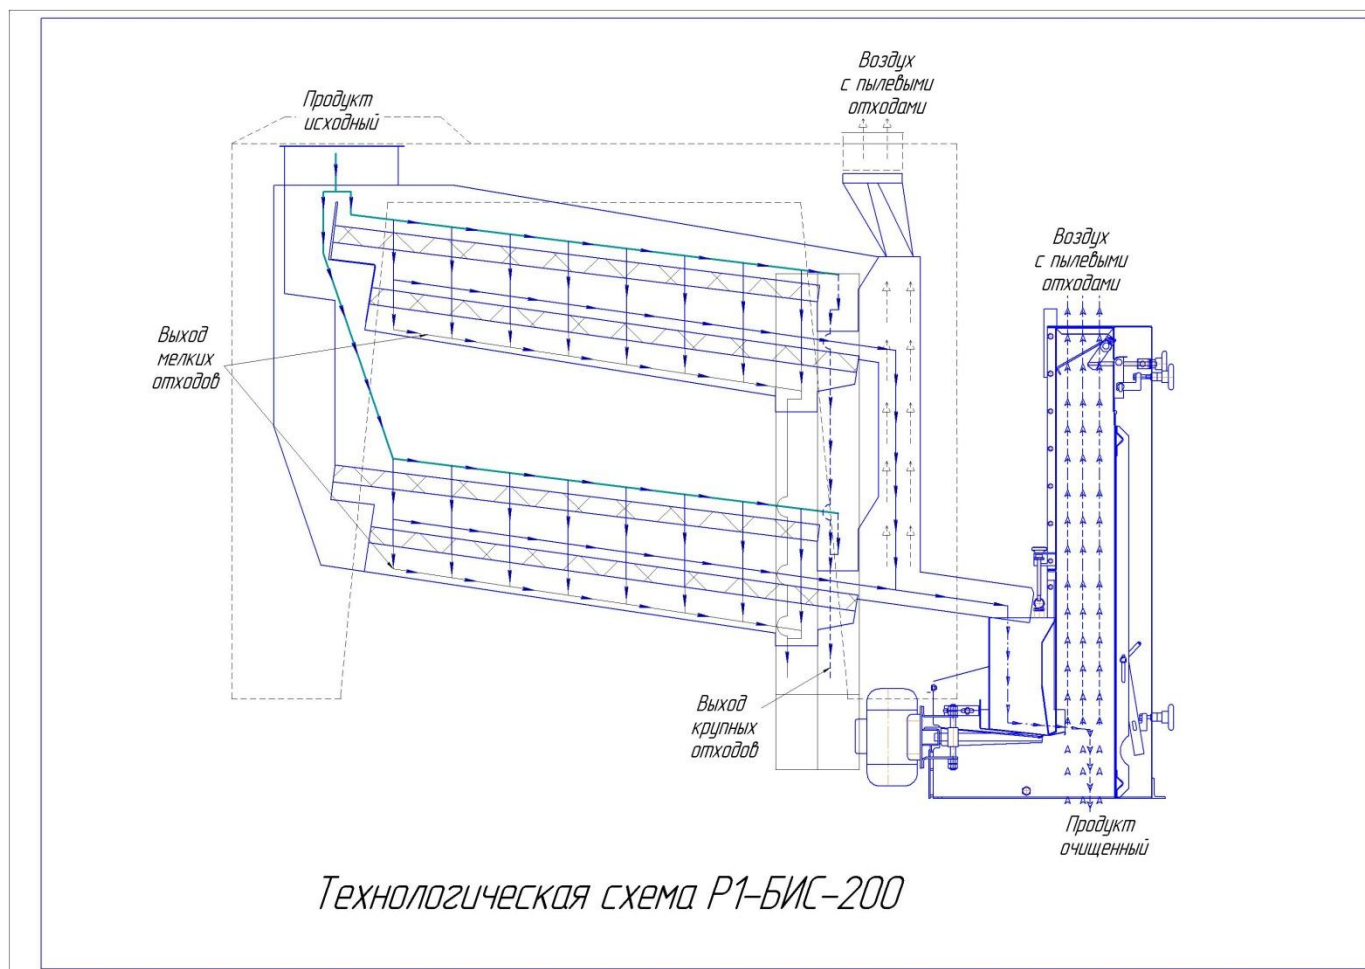 Продукт
исходный
Воздух
с пылевыми
отходами
Воздух
с пылевыми
отходами
Выход
мелких
отходов
Выход
крупных
отходов
Продукт
очищенный
Технологическая схема Р1-БИС-200